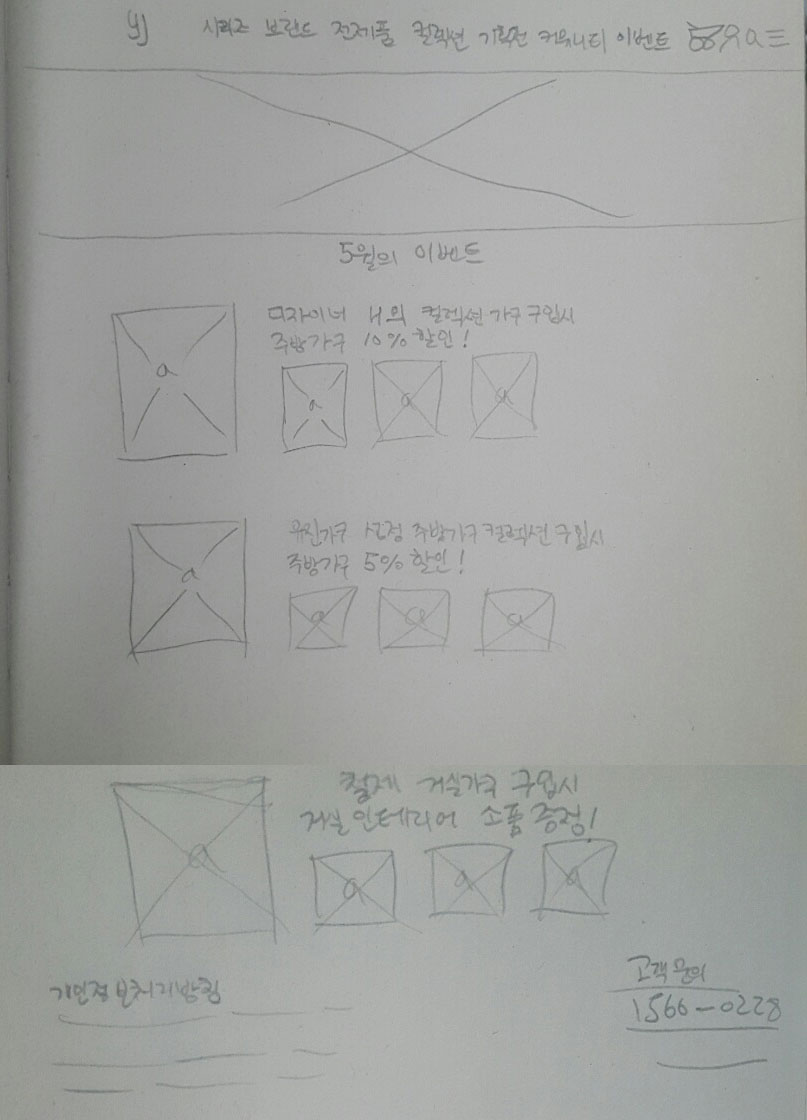 yj 시리즈 브랜드 전제품 컬렉션 기획전 커뮤니티 이벤트
5월의 이벤트
a
디자이너 H의 컬렉션 가구 구입시
주방가구 10% 할인!
a a a
a
유진가구 선정 주방가구 컬렉션 구입시
주방가구 5% 할인!
a a a
a
철제 거실가구 구입시
거실 인테리어 소품 증정!
a a a
개인정보처리방침
고객문의
1566-0228